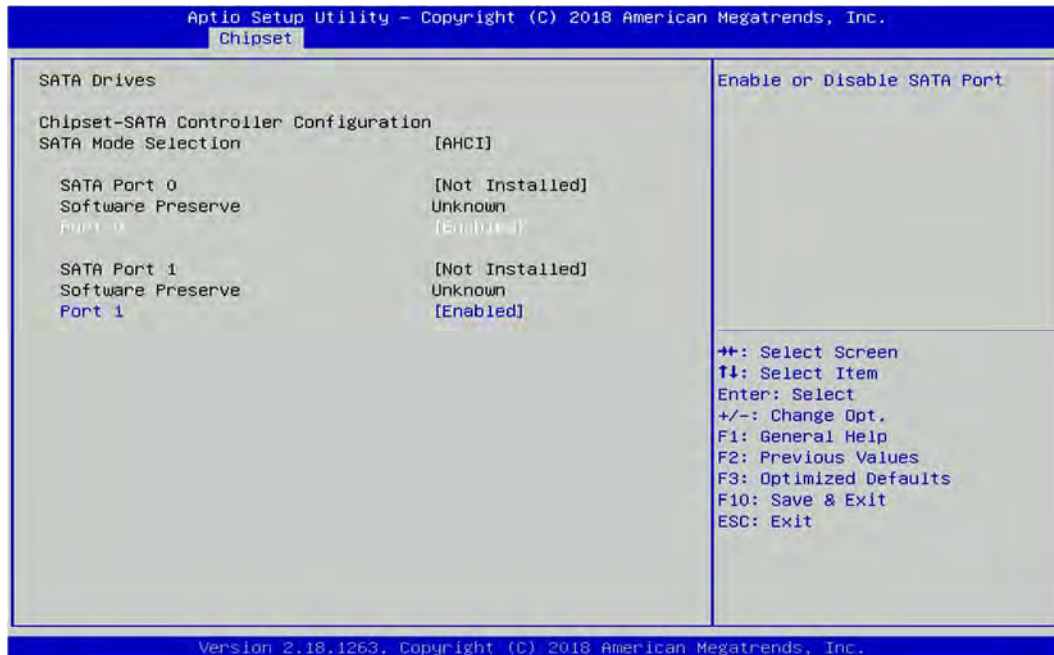 Aptio Setup Utility – Copyright (C) 2018 American Megatrends, Inc.
Chipset
SATA Drives
Chipset-SATA Controller Configuration
SATA Mode Selection [AHCI]
SATA Port 0 [Not Installed]
Software Preserve Unknown
Port 0 [Enabled]
SATA Port 1 [Not Installed]
Software Preserve Unknown
Port 1 [Enabled]
Enable or Disable SATA Port
→←: Select Screen
↑↓: Select Item
Enter: Select
+/-: Change Opt.
F1: General Help
F2: Previous Values
F3: Optimized Defaults
F10: Save & Exit
ESC: Exit
Version 2.18.1263. Copyright (C) 2018 American Megatrends, Inc.